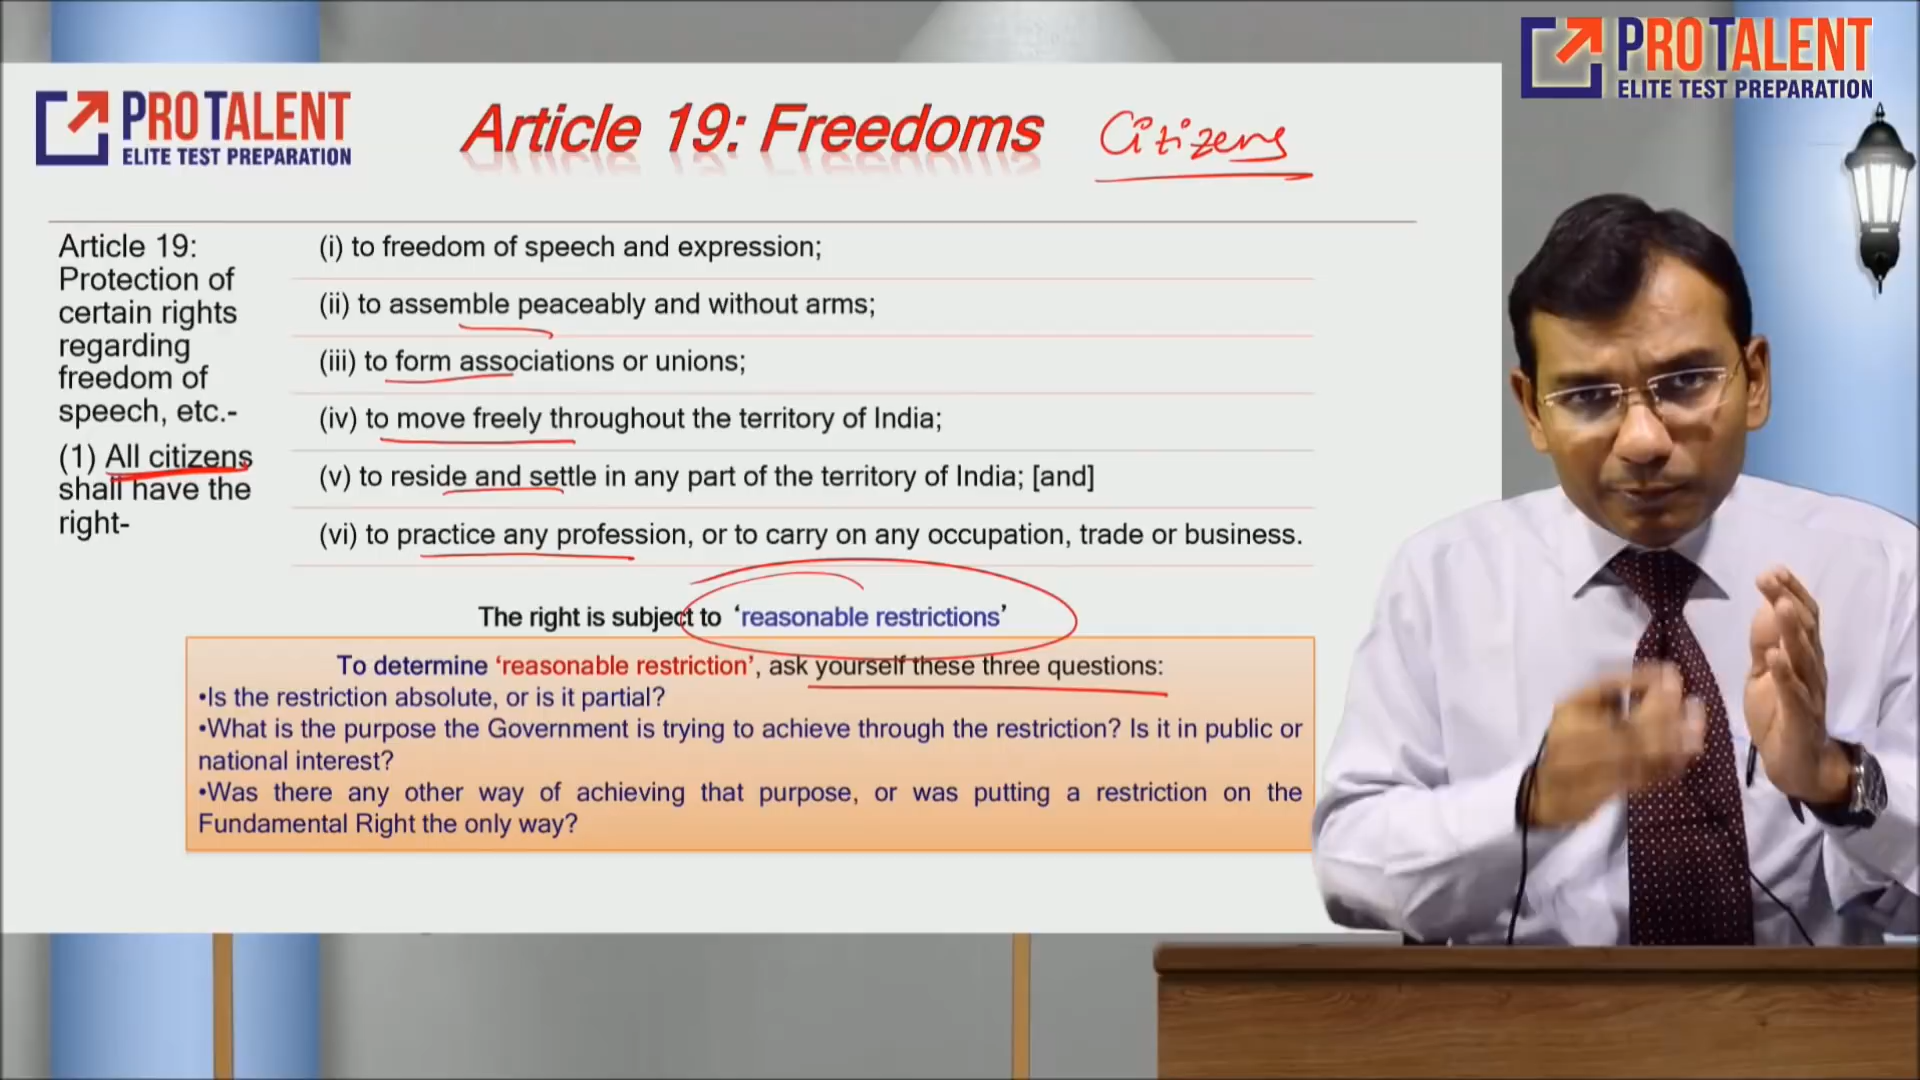 PROTALENT
ELITE TEST PREPARATION
PROTALENT
ELITE TEST PREPARATION
Article 19: Freedoms
Citizens
Article 19:
Protection of
certain rights
regarding
freedom of
speech, etc.-
(1) All citizens
shall have the
right-
(i) to freedom of speech and expression;
(ii) to assemble peaceably and without arms;
(iii) to form associations or unions;
(iv) to move freely throughout the territory of India;
(v) to reside and settle in any part of the territory of India; [and]
(vi) to practice any profession, or to carry on any occupation, trade or business.
The right is subject to ‘reasonable restrictions’
To determine ‘reasonable restriction’, ask yourself these three questions:
•Is the restriction absolute, or is it partial?
•What is the purpose the Government is trying to achieve through the restriction? Is it in public or
national interest?
•Was there any other way of achieving that purpose, or was putting a restriction on the
Fundamental Right the only way?